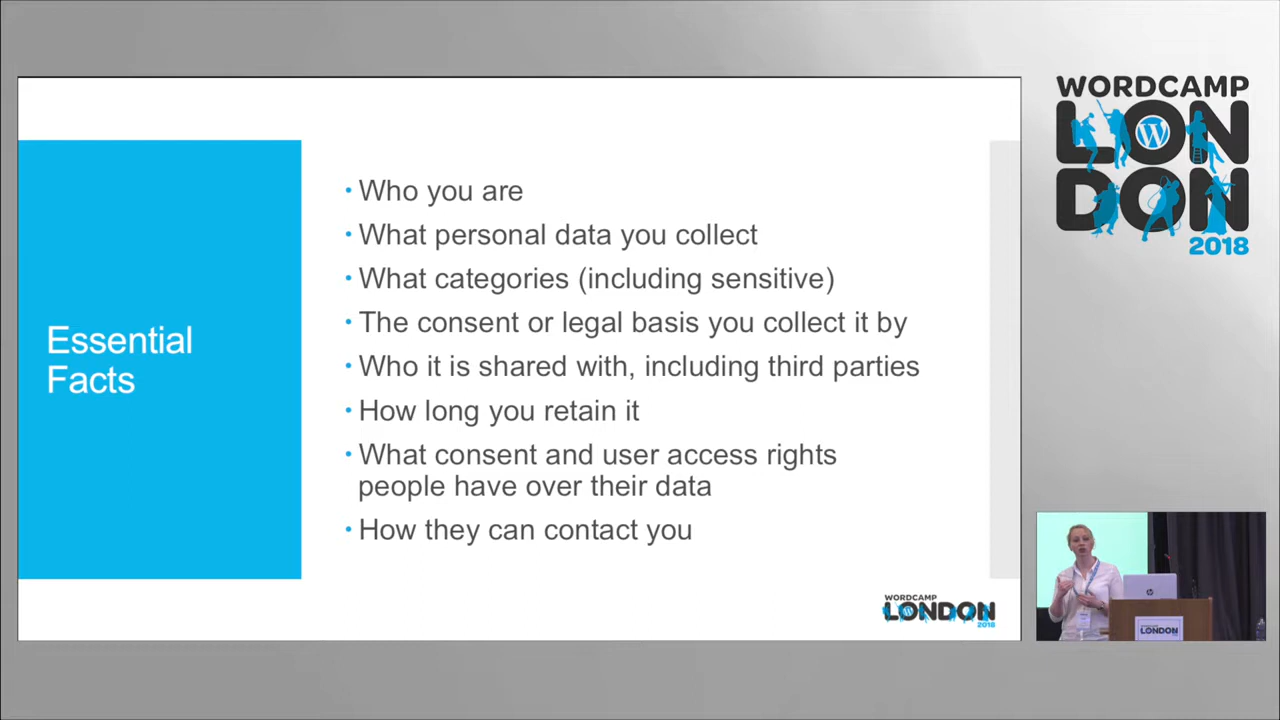 Essential
Facts
• Who you are
• What personal data you collect
• What categories (including sensitive)
• The consent or legal basis you collect it by
• Who it is shared with, including third parties
• How long you retain it
• What consent and user access rights
people have over their data
• How they can contact you
WORDCAMP
LONDON
2018
WORDCAMP
LON
DON
2018
LONDON